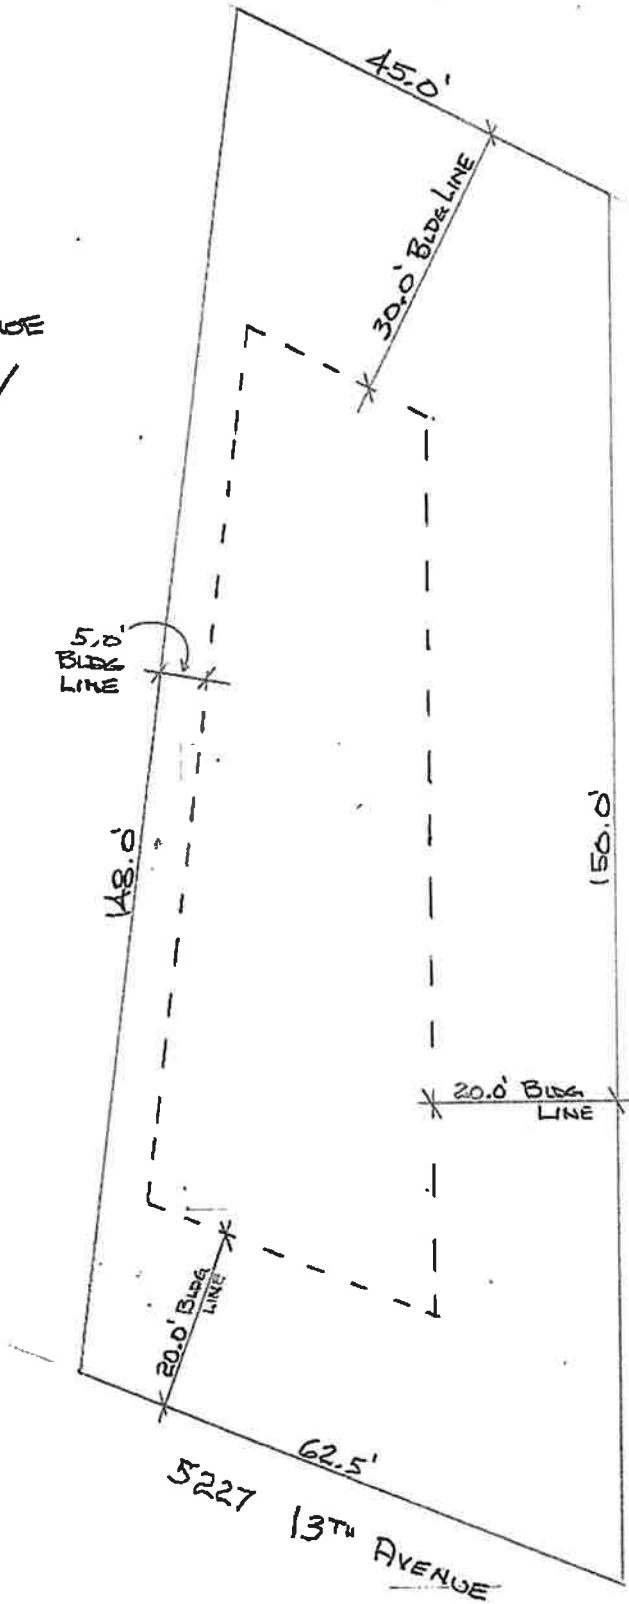 45.0'
30.0' BLDG LINE
5.0'
BLDG
LINE
148.0'
150.0'
20.0' BLDG
LINE
20.0' BLDG
LINE
62.5'
5227 13TH AVENUE